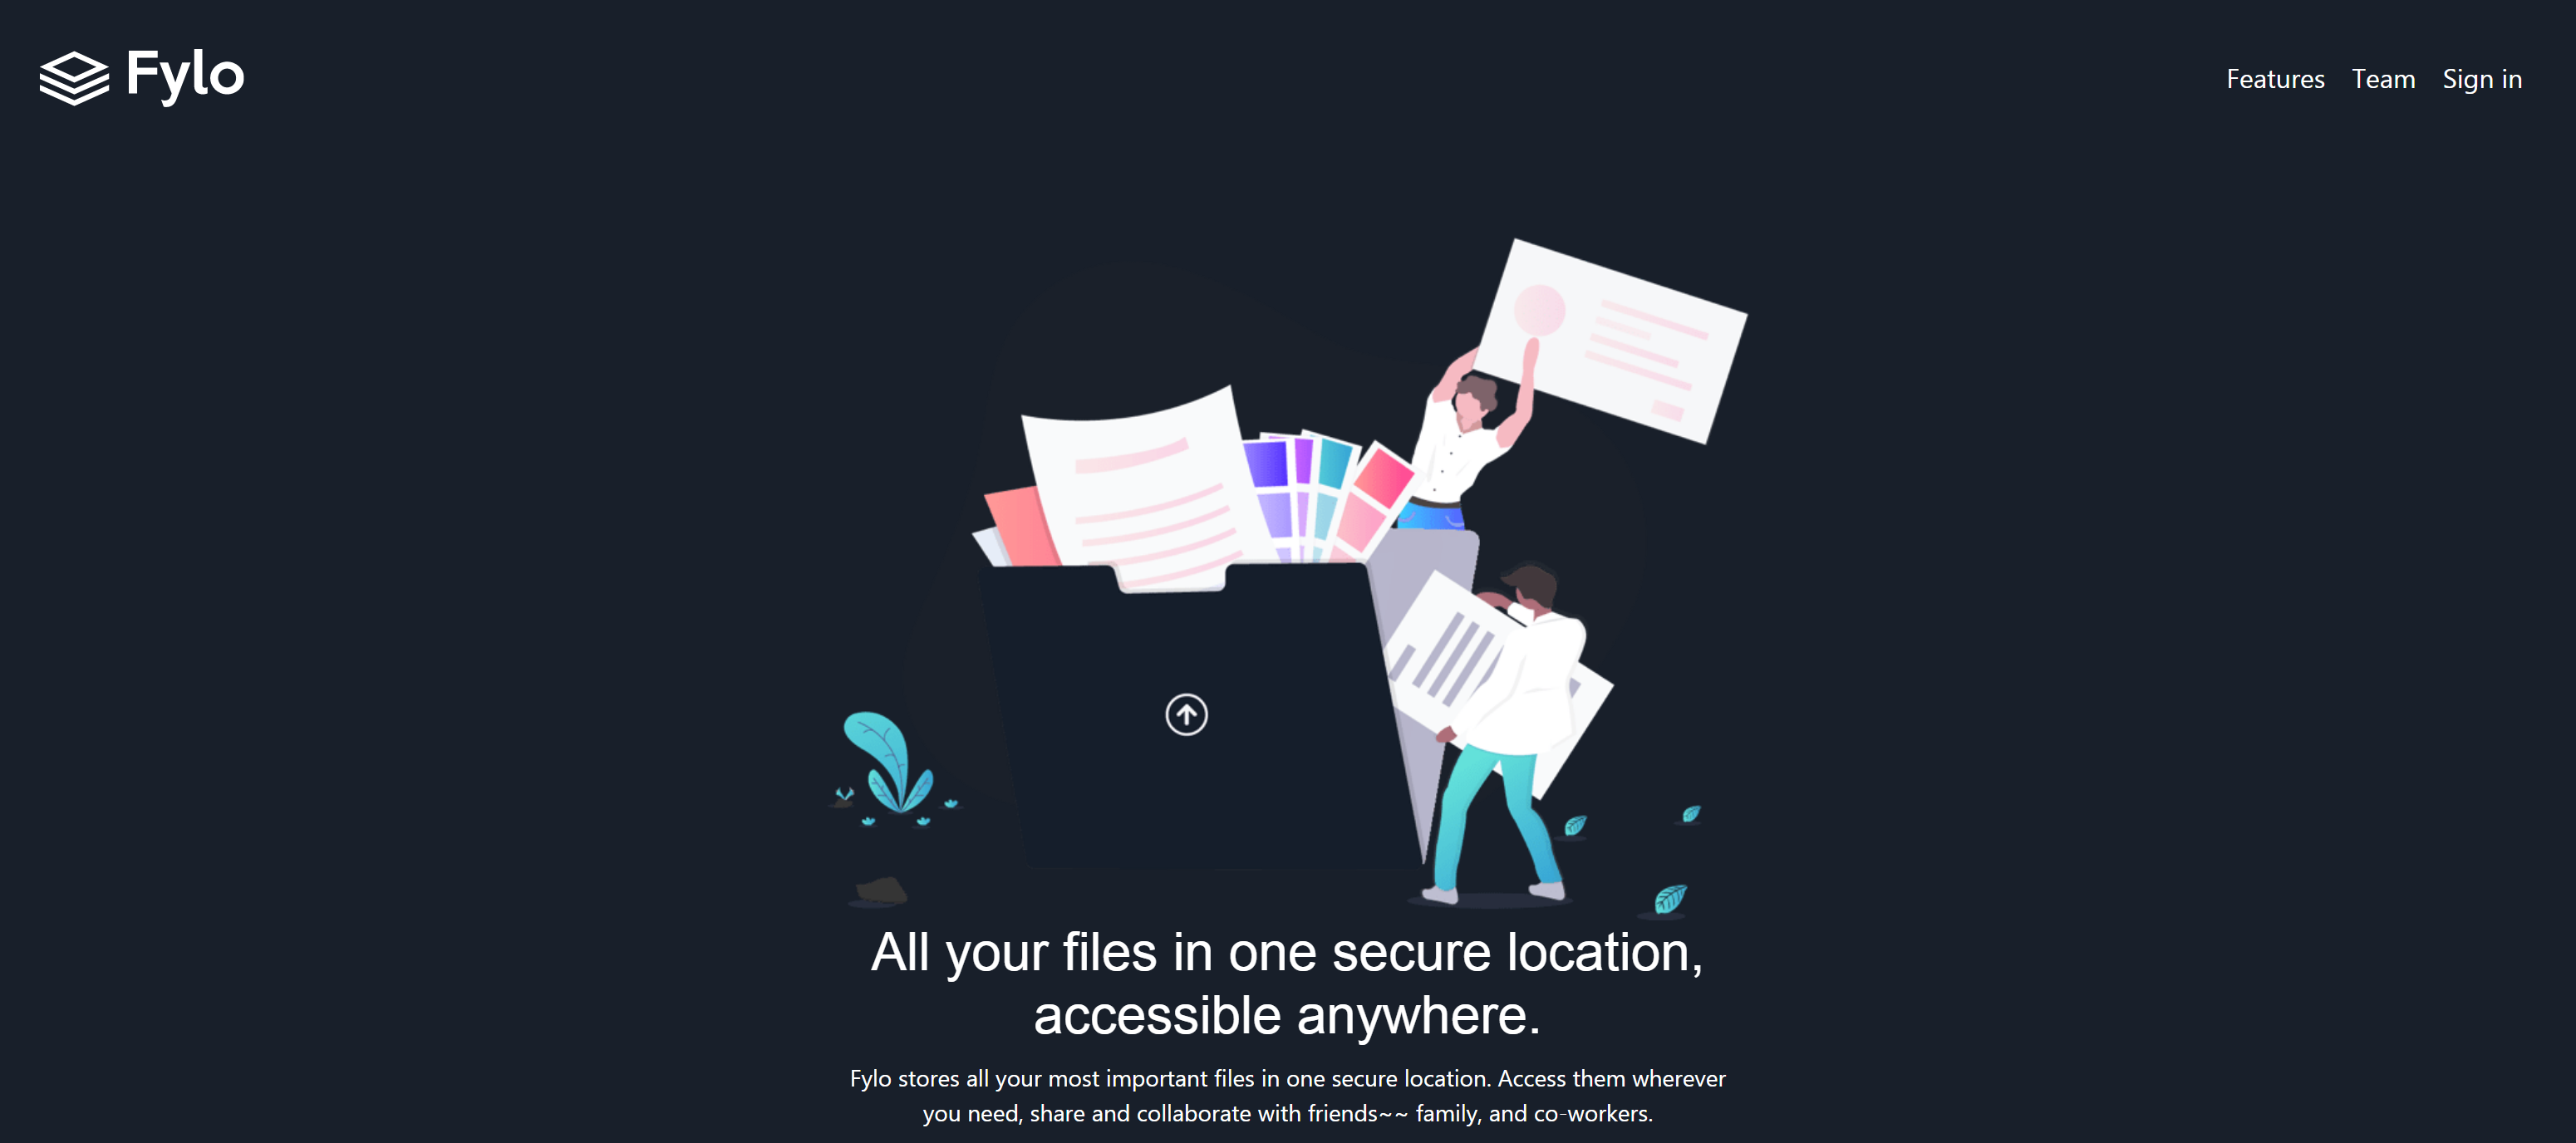 Fylo
Features Team Sign in
All your files in one secure location,
accessible anywhere.
Fylo stores all your most important files in one secure location. Access them wherever
you need, share and collaborate with friends~~ family, and co-workers.